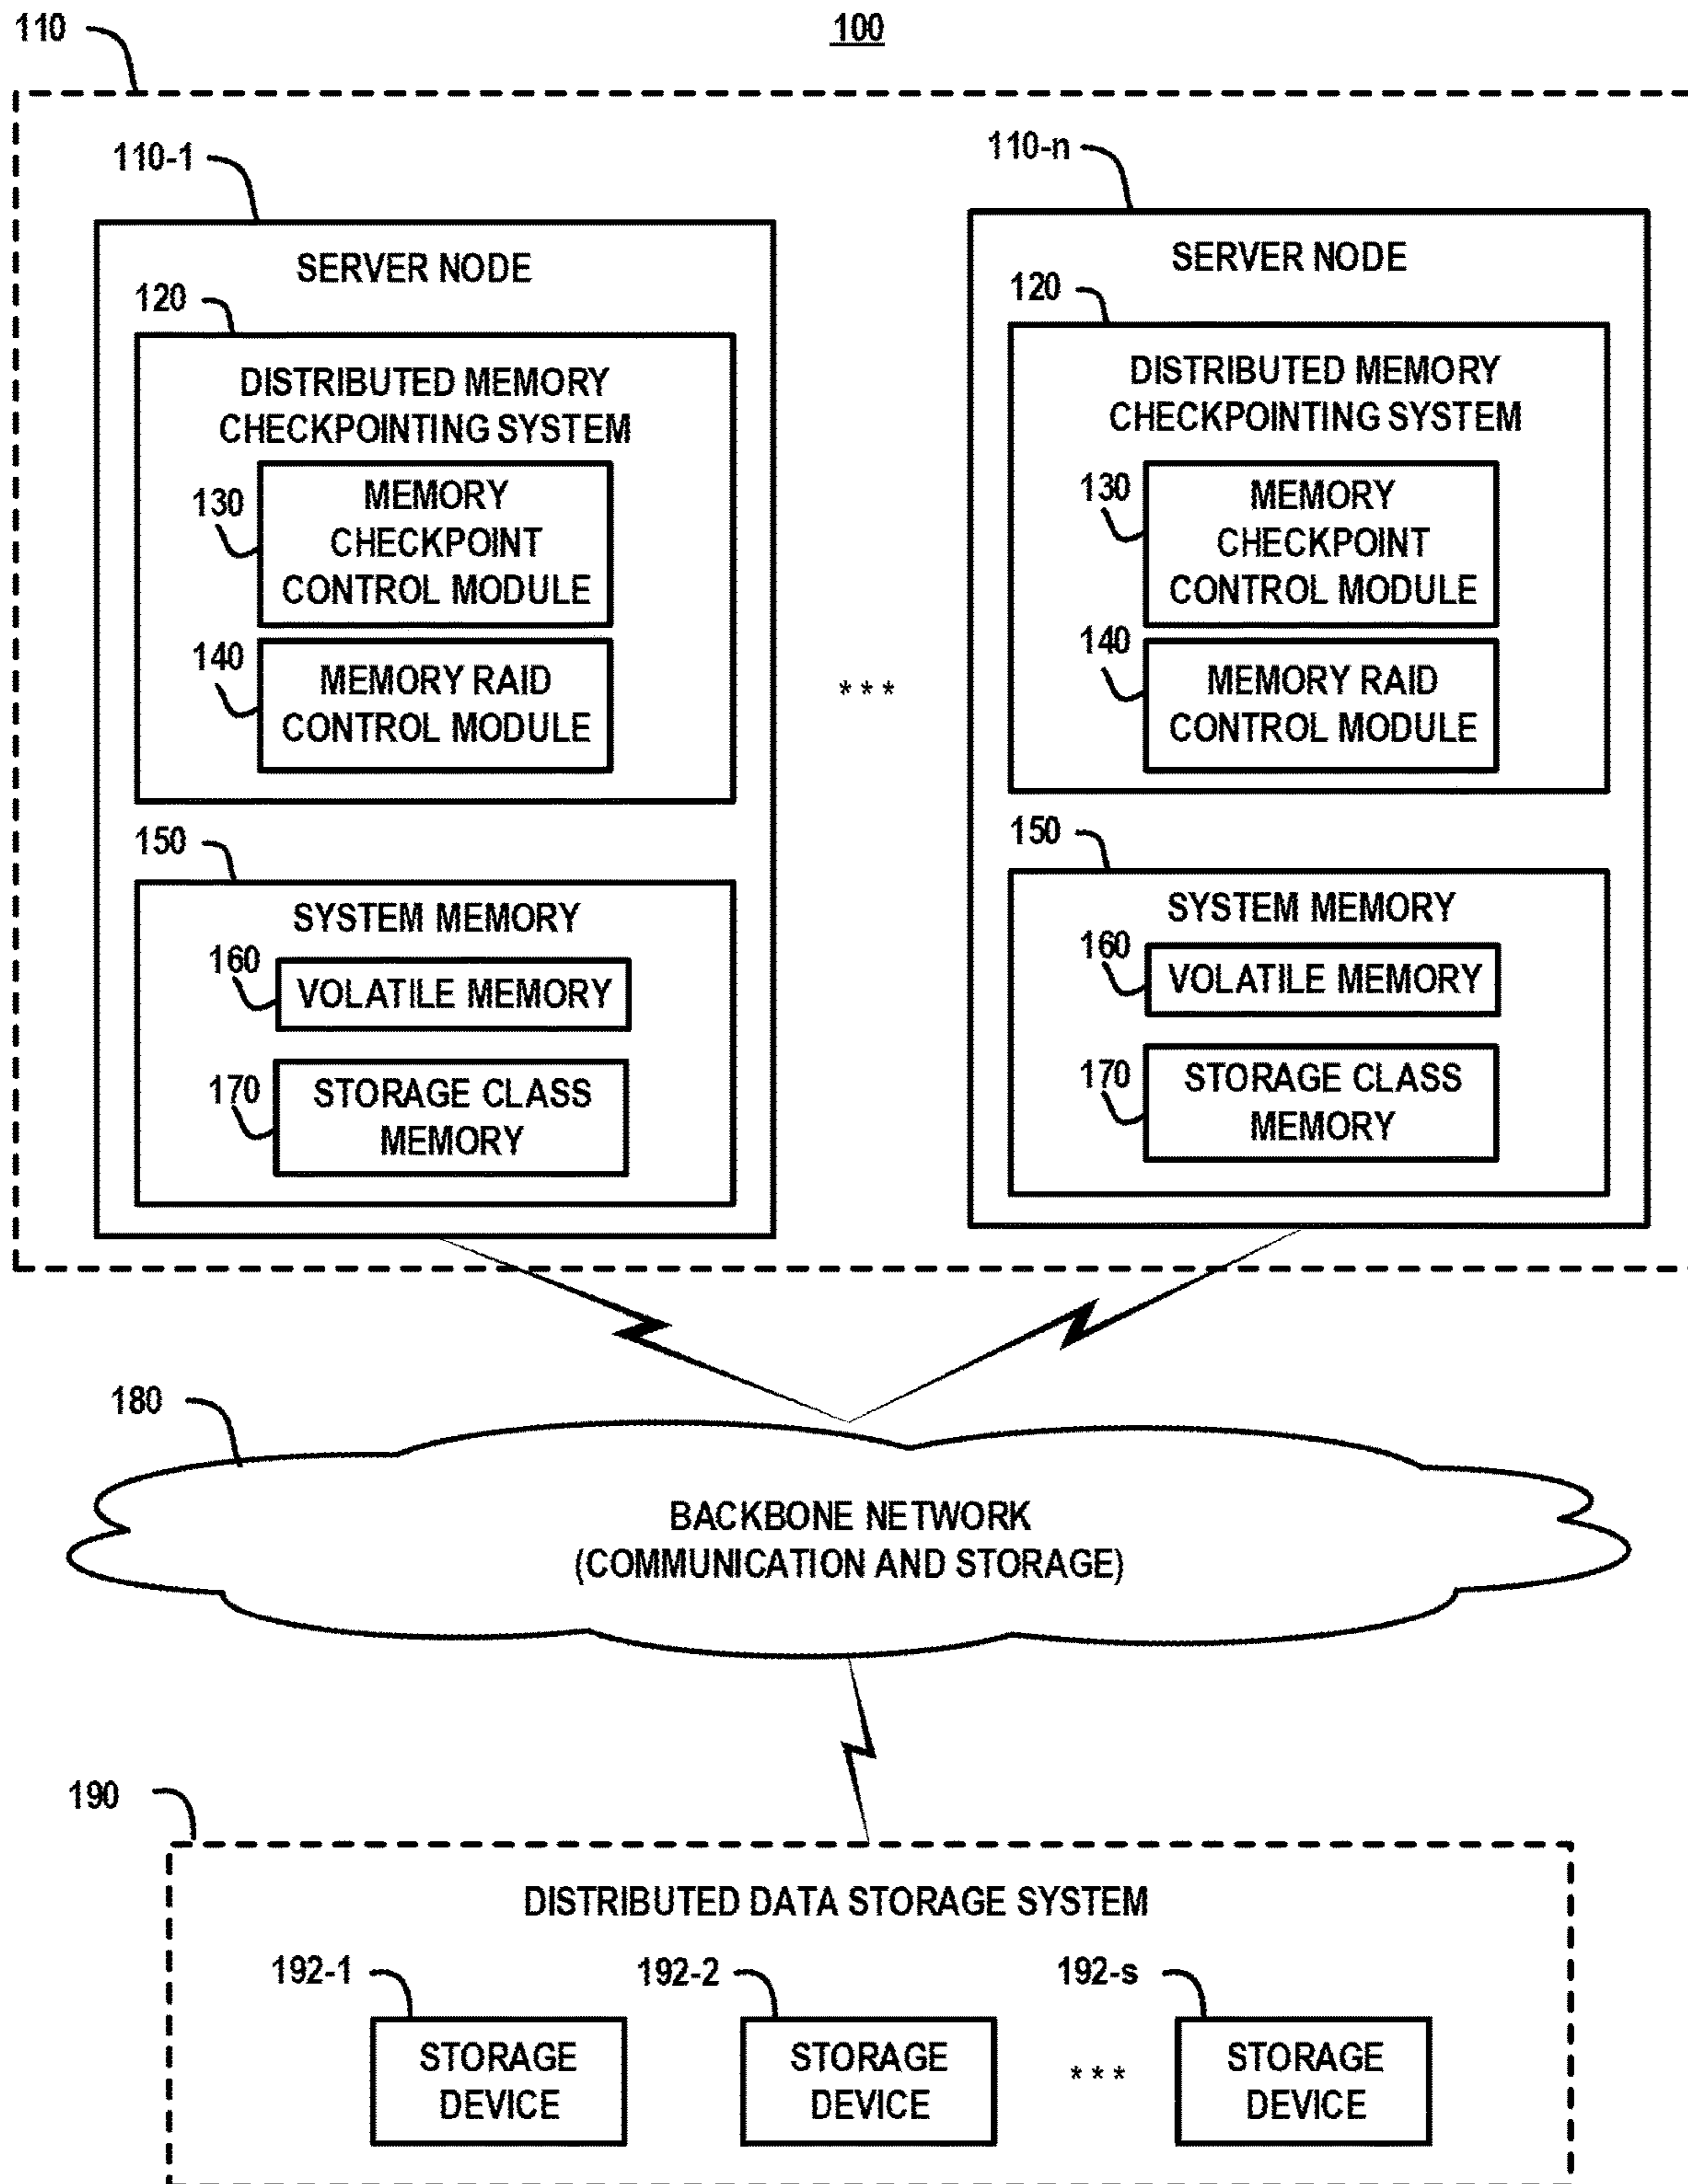 110
100
110-1
SERVER NODE
120
DISTRIBUTED MEMORY
CHECKPOINTING SYSTEM
130
MEMORY
CHECKPOINT
CONTROL MODULE
140
MEMORY RAID
CONTROL MODULE
150
SYSTEM MEMORY
160
VOLATILE MEMORY
170
STORAGE CLASS
MEMORY
***
110-n
SERVER NODE
120
DISTRIBUTED MEMORY
CHECKPOINTING SYSTEM
130
MEMORY
CHECKPOINT
CONTROL MODULE
140
MEMORY RAID
CONTROL MODULE
150
SYSTEM MEMORY
160
VOLATILE MEMORY
170
STORAGE CLASS
MEMORY
180
BACKBONE NETWORK
(COMMUNICATION AND STORAGE)
190
DISTRIBUTED DATA STORAGE SYSTEM
192-1
STORAGE
DEVICE
192-2
STORAGE
DEVICE
***
192-s
STORAGE
DEVICE